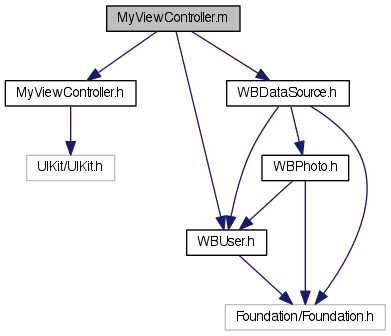 MyViewController.m
MyViewController.h
WBDataSource.h
UIKit/UIKit.h
WBPhoto.h
WBUser.h
Foundation/Foundation.h